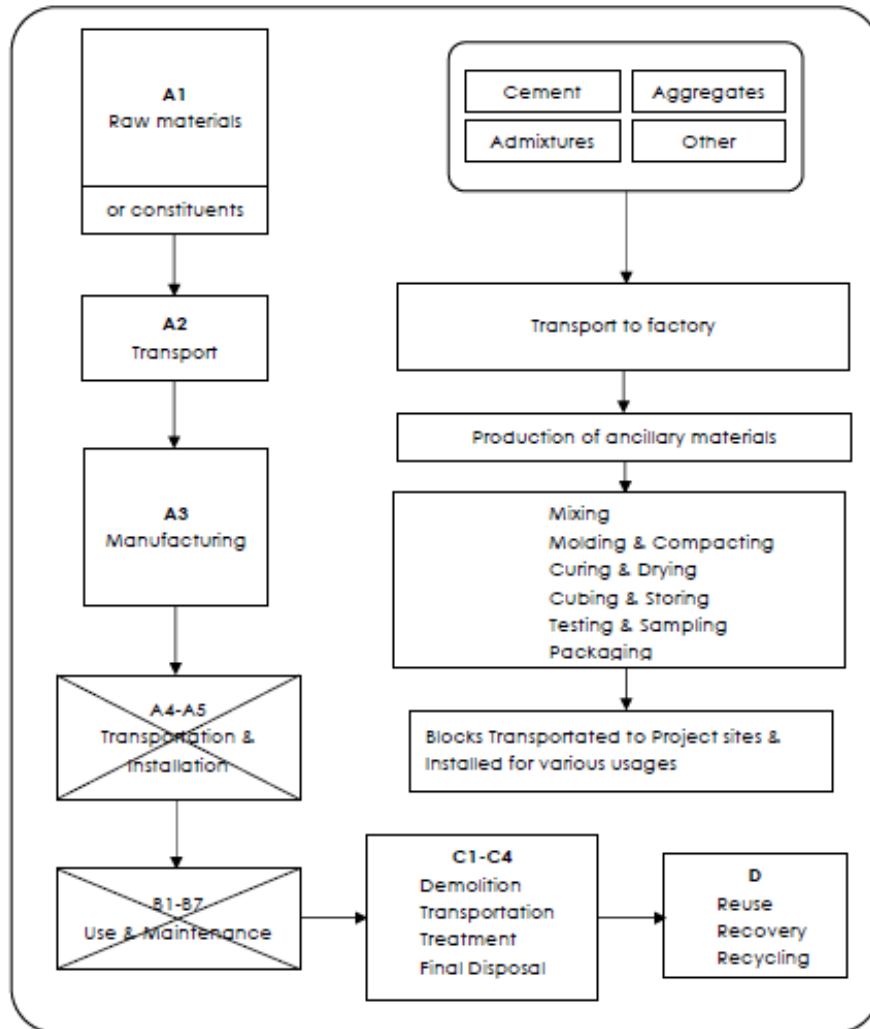 A1
Raw materials
or constituents
A2
Transport
A3
Manufacturing
A4-A5
Transportation &
Installation
B1-B7
Use & Maintenance
Cement
Aggregates
Admixtures
Other
Transport to factory
Production of ancillary materials
Mixing
Molding & Compacting
Curing & Drying
Cubing & Storing
Testing & Sampling
Packaging
Blocks Transportated to Project sites &
Installed for various usages
C1-C4
Demolition
Transportation
Treatment
Final Disposal
D
Reuse
Recovery
Recycling